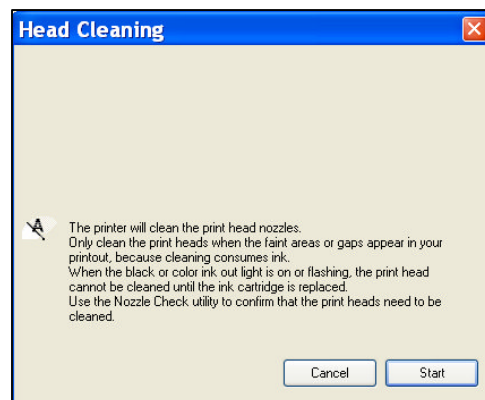 Head Cleaning
The printer will clean the print head nozzles.
Only clean the print heads when the faint areas or gaps appear in your
printout, because cleaning consumes ink.
When the black or color ink out light is on or flashing, the print head
cannot be cleaned until the ink cartridge is replaced.
Use the Nozzle Check utility to confirm that the print heads need to be
cleaned.
Cancel Start